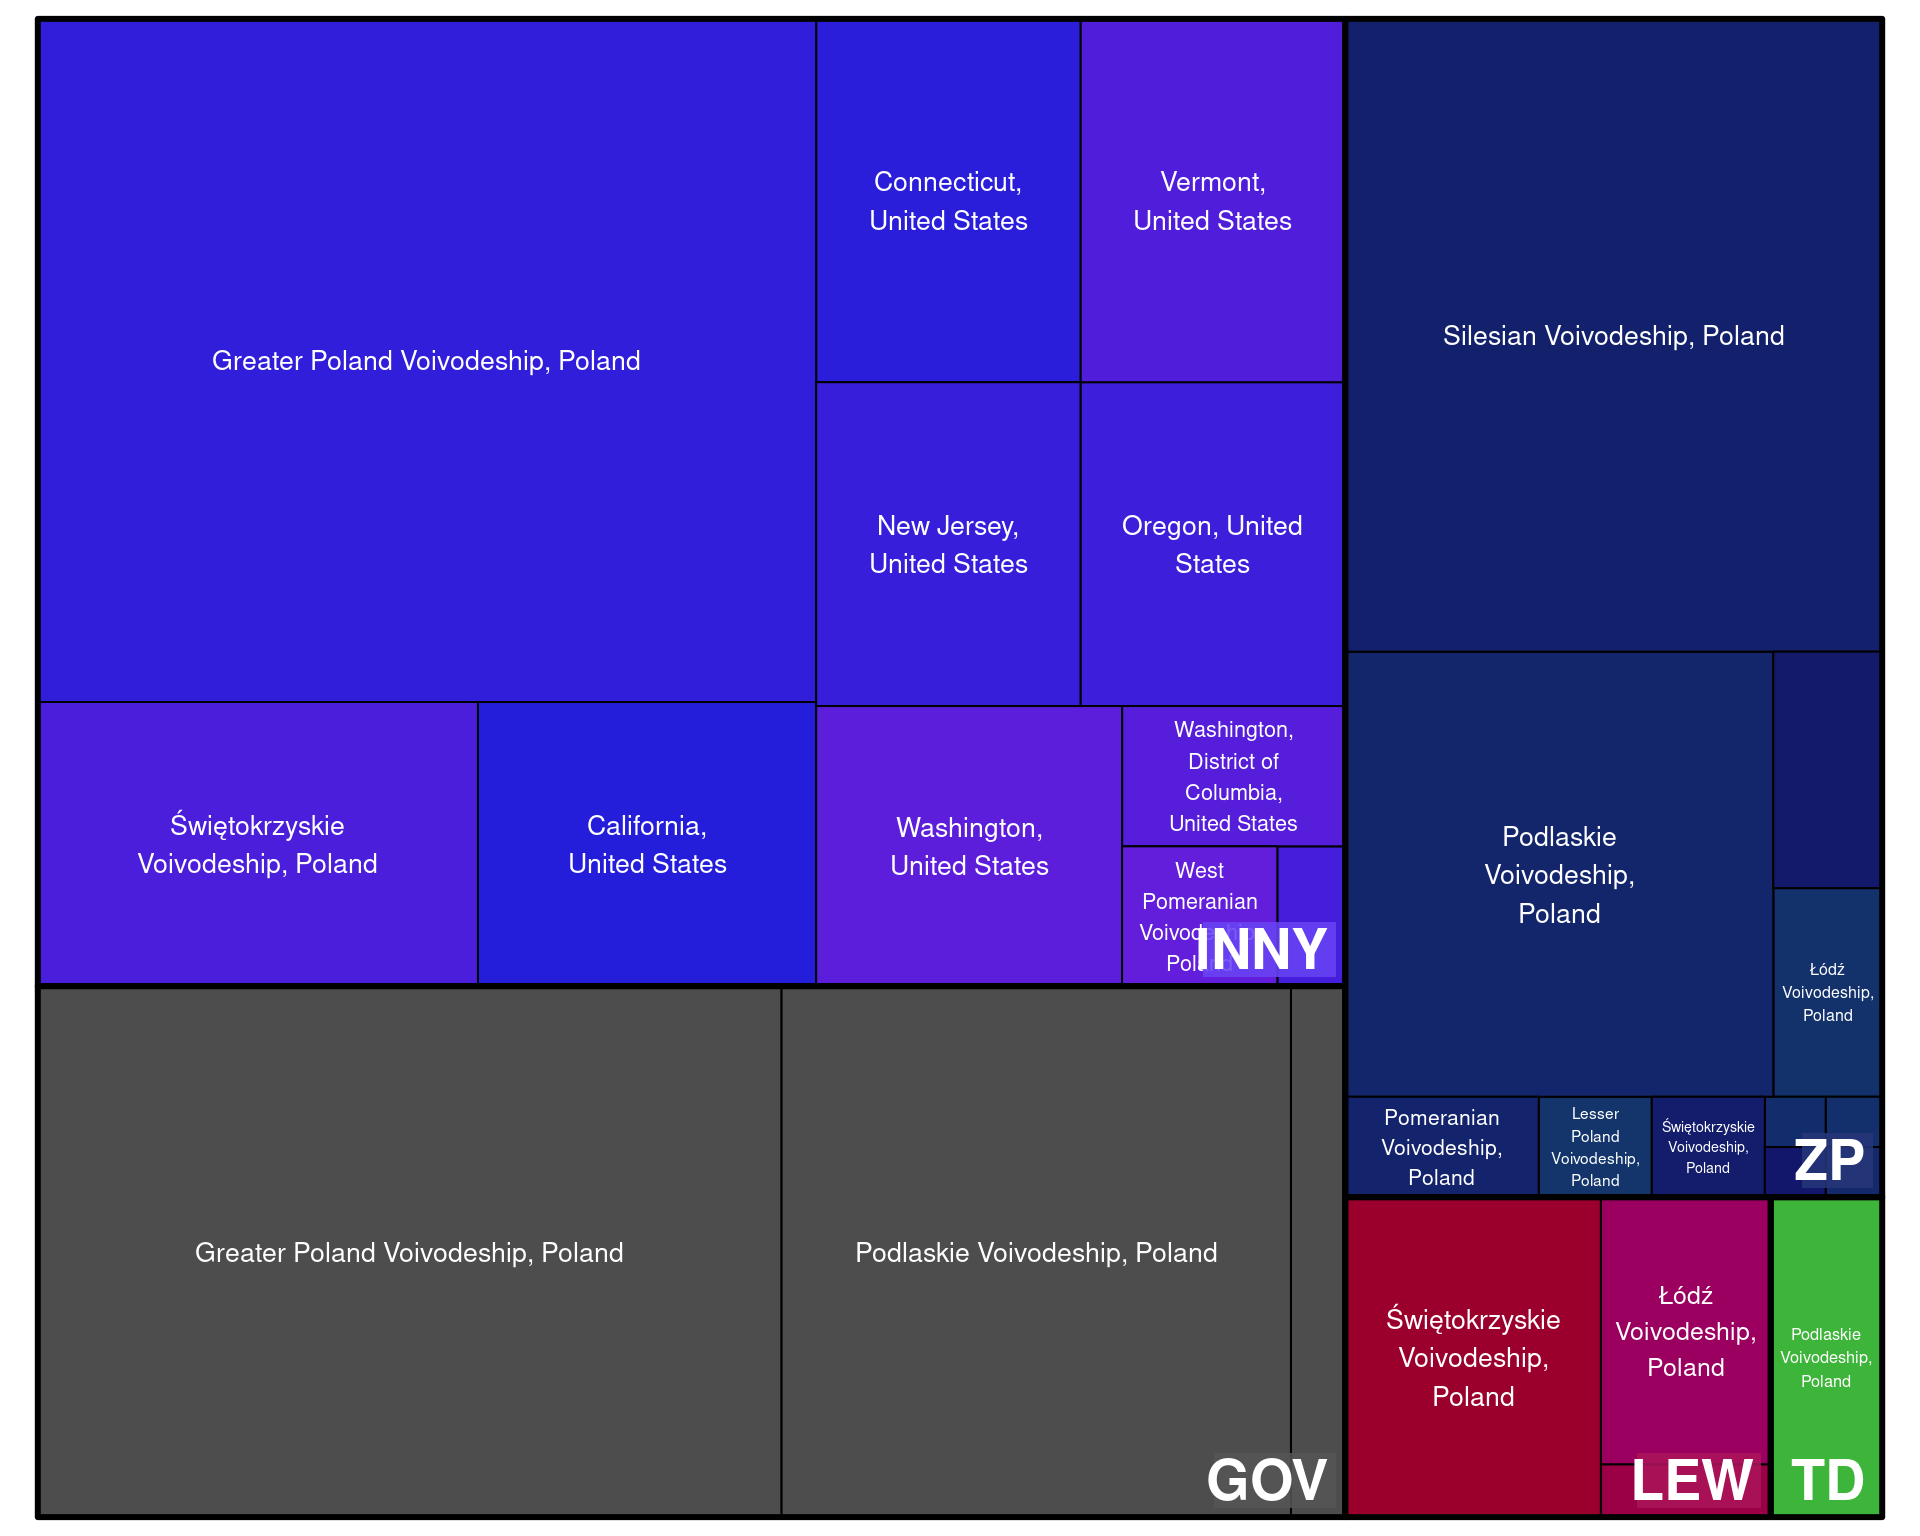 Greater Poland Voivodeship, Poland
Connecticut,
United States
Vermont,
United States
New Jersey,
United States
Oregon, United
States
Świętokrzyskie
Voivodeship, Poland
California,
United States
Washington,
United States
Washington,
District of
Columbia,
United States
West
Pomeranian
INNY
Greater Poland Voivodeship, Poland
Podlaskie Voivodeship, Poland
GOV
Silesian Voivodeship, Poland
Podlaskie
Voivodeship,
Poland
Łódź
Voivodeship,
Poland
Pomeranian
Voivodeship,
Poland
Lesser
Poland
Voivodeship,
Poland
Świętokrzyskie
Voivodeship,
Poland
ZP
Świętokrzyskie
Voivodeship,
Poland
Łódź
Voivodeship,
Poland
LEW
Podlaskie
Voivodeship,
Poland
TD